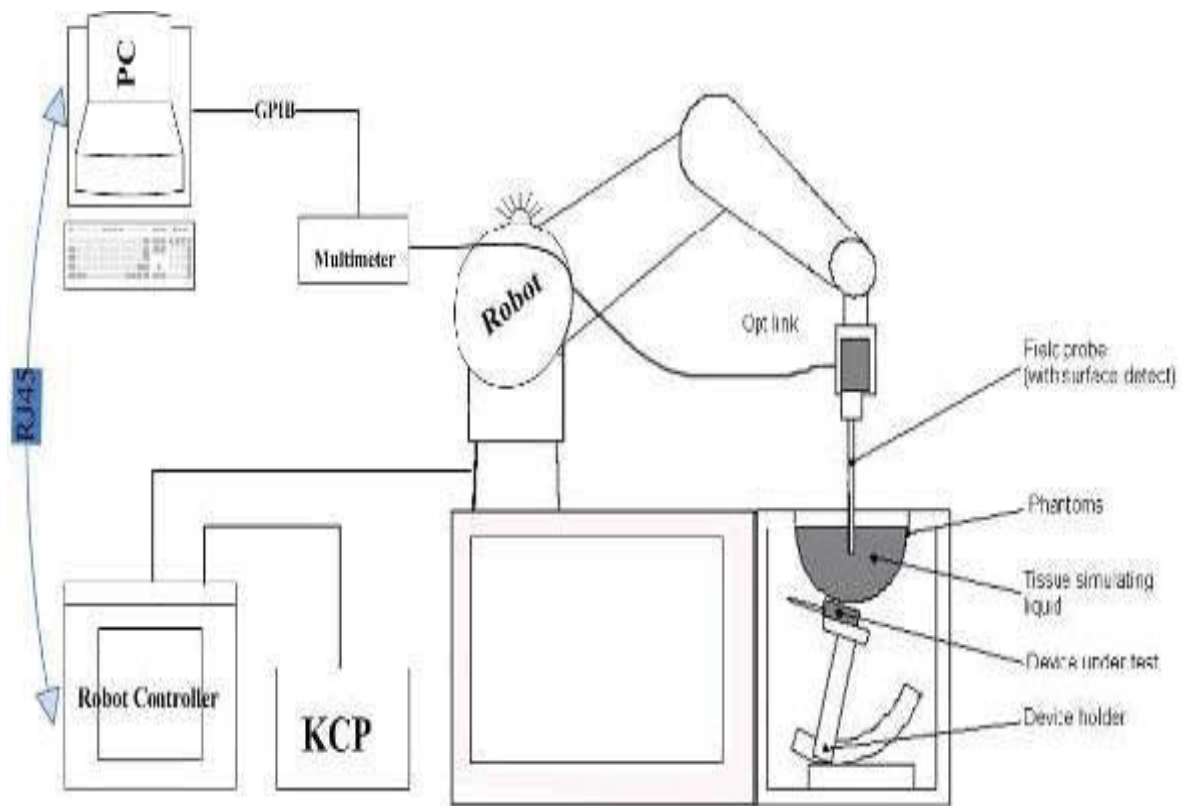 PC
GPIB
Multimeter
Robot
Opt link
Field probe
(with surface detect)
RJ45
Phantoms
Tissue simulating
liquid
Device under test
Robot Controller
KCP
Device holder